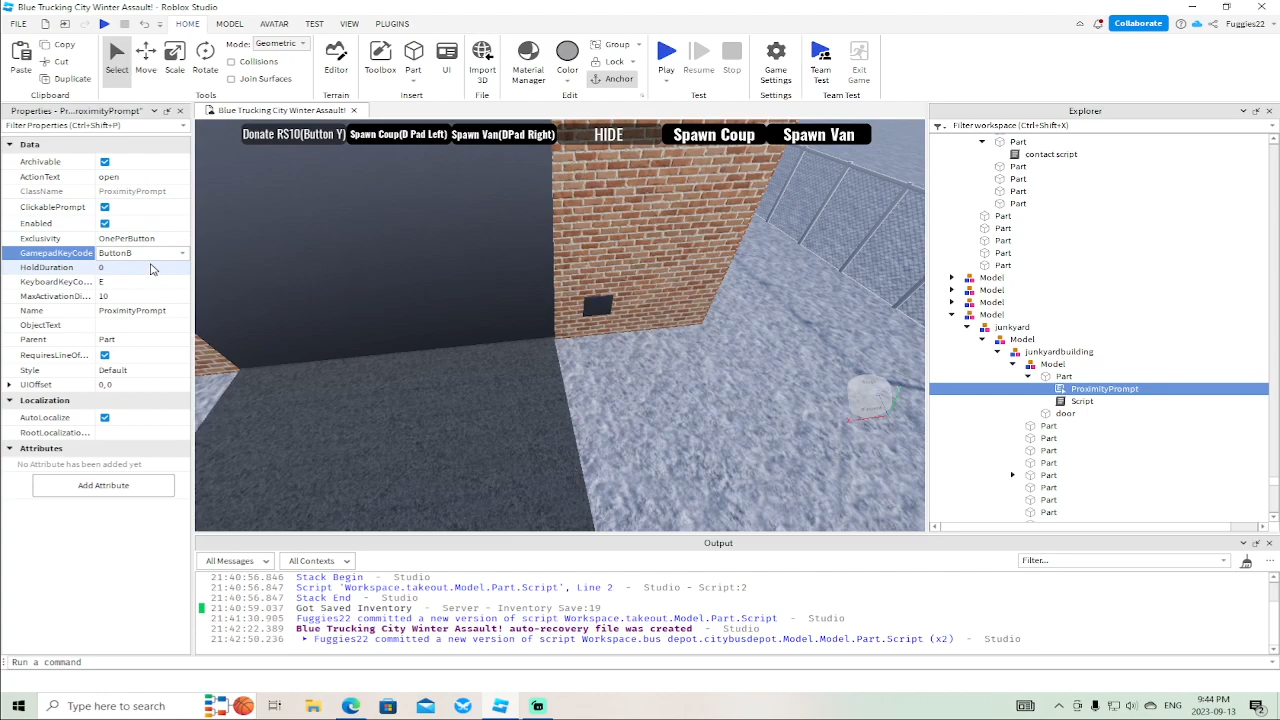 Blue Trucking City Winter Assault! - Roblox Studio
FILE HOME MODEL AVATAR TEST VIEW PLUGINS Collaborate Fuggies22
Paste Copy Cut Duplicate
Select Move Scale Rotate
Mode: Geometric
Collisions
Join Surfaces
Editor Toolbox Part UI Import 3D
Material Manager Color Group Lock Anchor
Play Resume Stop Game Settings Team Test Exit Game
Clipboard Tools Terrain Insert File Edit Settings Test Team Test
Properties - Pr...roximityPrompt"
Filter Properties (Ctrl+Shift+P)
Data
Archivable
ActionText open
ClassName ProximityPrompt
ClickablePrompt
Enabled
Exclusivity OnePerButton
GamepadKeyCode ButtonB
HoldDuration 0
KeyboardKeyCo... E
MaxActivationDi... 10
Name ProximityPrompt
ObjectText
Parent Part
RequiresLineOf...
Style Default
UIOffset 0, 0
Localization
AutoLocalize
RootLocalizatio...
Attributes
No Attribute has been added yet
Add Attribute
Blue Trucking City Winter Assault!
Donate RS10(Button Y) Spawn Coup(D Pad Left) Spawn Van(DPad Right) HIDE Spawn Coup Spawn Van
Explorer
Filter workspace (Ctrl+Shift+X)
Part
contact script
Part
Part
Part
Part
Part
Part
Part
Part
Part
Model
Model
Model
Model
junkyard
Model
junkyardbuilding
Model
Part
ProximityPrompt
Script
door
Part
Part
Part
Part
Part
Part
Part
Part
Output
All Messages All Contexts Filter...
21:40:56.846 Stack Begin - Studio
21:40:56.847 Script 'Workspace.takeout.Model.Part.Script', Line 2 - Studio - Script:2
21:40:56.847 Stack End - Studio
21:40:59.037 Got Saved Inventory - Server - Inventory Save:19
21:41:30.905 Fuggies22 committed a new version of script Workspace.takeout.Model.Part.Script - Studio
21:42:22.389 Blue Trucking City Winter Assault! auto-recovery file was created - Studio
21:42:50.236 Fuggies22 committed a new version of script Workspace.bus depot.citybusdepot.Model.Model.Part.Script (x2) - Studio
Run a command
Type here to search
9:44 PM
2023-09-13
2